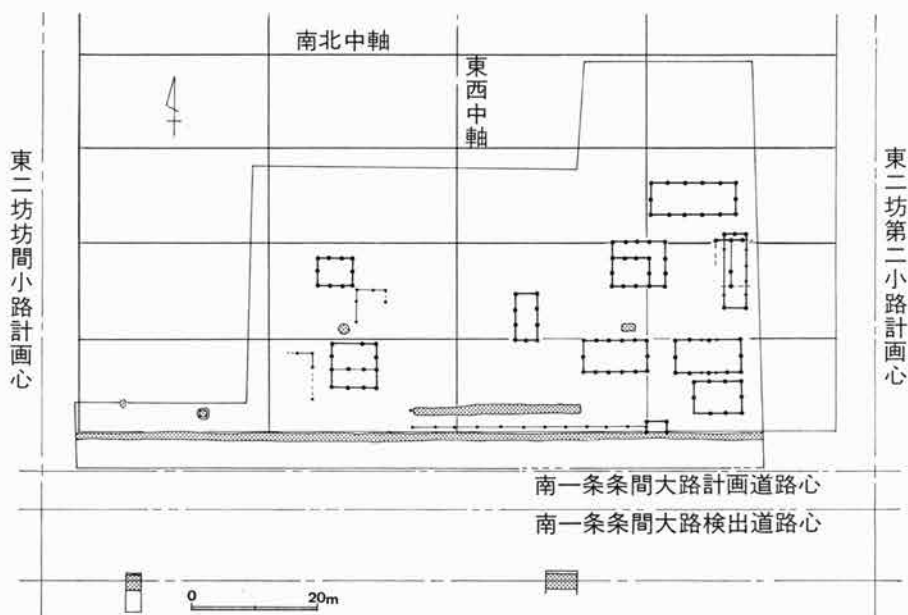 南北中軸
東西中軸
東二坊坊間小路計画心
東二坊第二小路計画心
南一条条間大路計画道路心
南一条条間大路検出道路心
0 20m